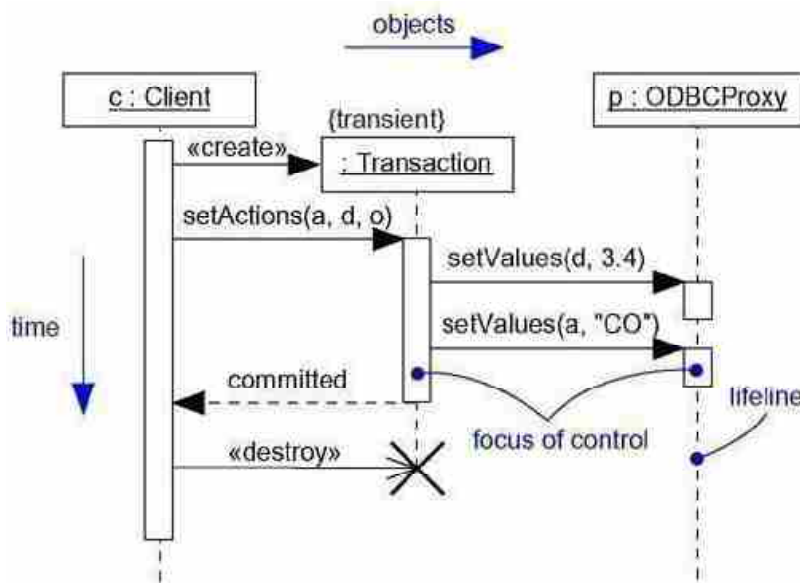 objects
c : Client
p : ODBCProxy
{transient}
«create»
: Transaction
setActions(a, d, o)
setValues(d, 3.4)
time
setValues(a, "CO")
committed
lifeline
focus of control
«destroy»